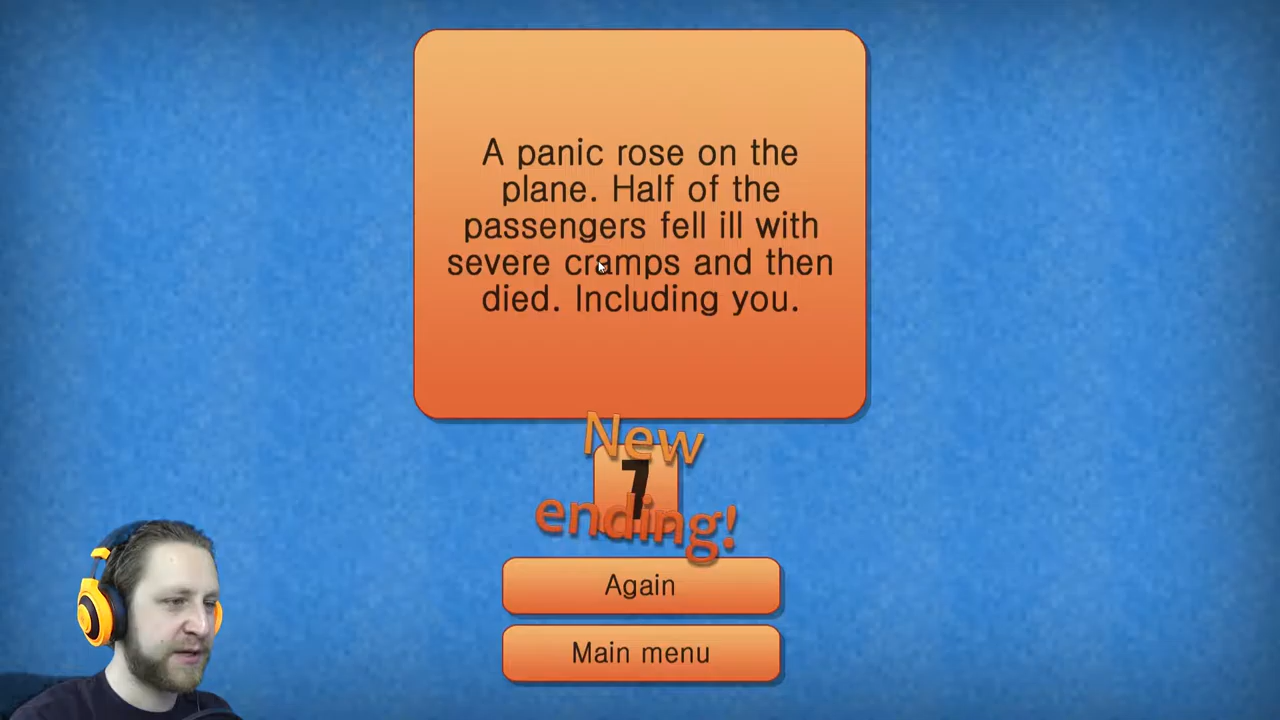 A panic rose on the
plane. Half of the
passengers fell ill with
severe cramps and then
died. Including you.
New
7
ending!
Again
Main menu